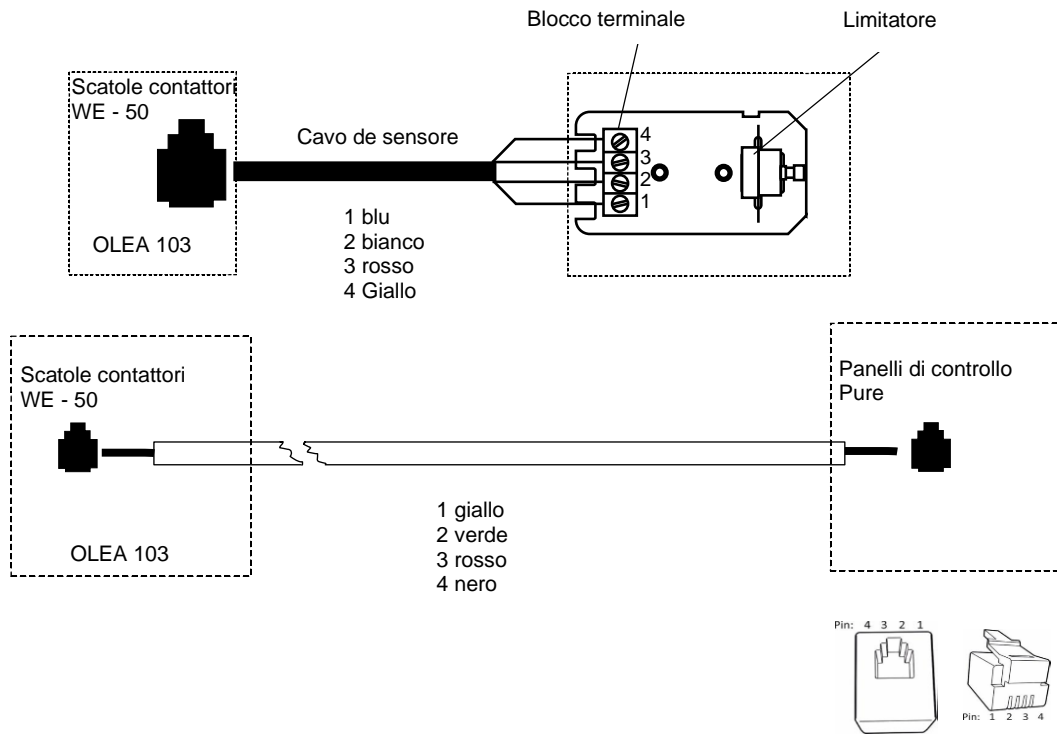 Blocco terminale
Limitatore
Scatole contattori
WE - 50
Cavo de sensore
4
3
2
1
1 blu
2 bianco
3 rosso
4 Giallo
OLEA 103
Scatole contattori
WE - 50
Panelli di controllo
Pure
1 giallo
2 verde
3 rosso
4 nero
OLEA 103
Pin: 4 3 2 1
Pin: 1 2 3 4